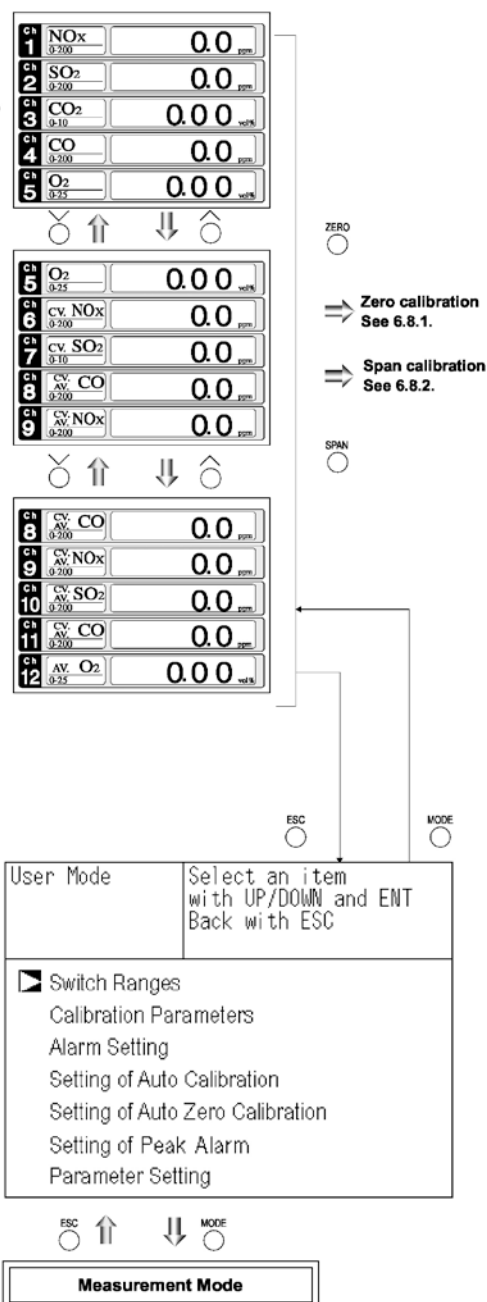 Ch 1 NOx 0-200 0.0 ppm
Ch 2 SO2 0-200 0.0 ppm
Ch 3 CO2 0-10 0.00 vol%
Ch 4 CO 0-200 0.0 ppm
Ch 5 O2 0-25 0.00 vol%
ZERO
Ch 5 O2 0-25 0.00 vol%
Ch 6 CV. NOx 0-200 0.0 ppm
Ch 7 CV. SO2 0-10 0.0 ppm
Ch 8 CV. AV. CO 0-200 0.0 ppm
Ch 9 CV. AV. NOx 0-200 0.0 ppm
Zero calibration
See 6.8.1.
Span calibration
See 6.8.2.
SPAN
Ch 8 CV. AV. CO 0-200 0.0 ppm
Ch 9 CV. AV. NOx 0-200 0.0 ppm
Ch 10 CV. AV. SO2 0-200 0.0 ppm
Ch 11 CV. AV. CO 0-200 0.0 ppm
Ch 12 AV. O2 0-25 0.00 vol%
ESC
MODE
User Mode
Select an item
with UP/DOWN and ENT
Back with ESC
Switch Ranges
Calibration Parameters
Alarm Setting
Setting of Auto Calibration
Setting of Auto Zero Calibration
Setting of Peak Alarm
Parameter Setting
ESC
MODE
Measurement Mode